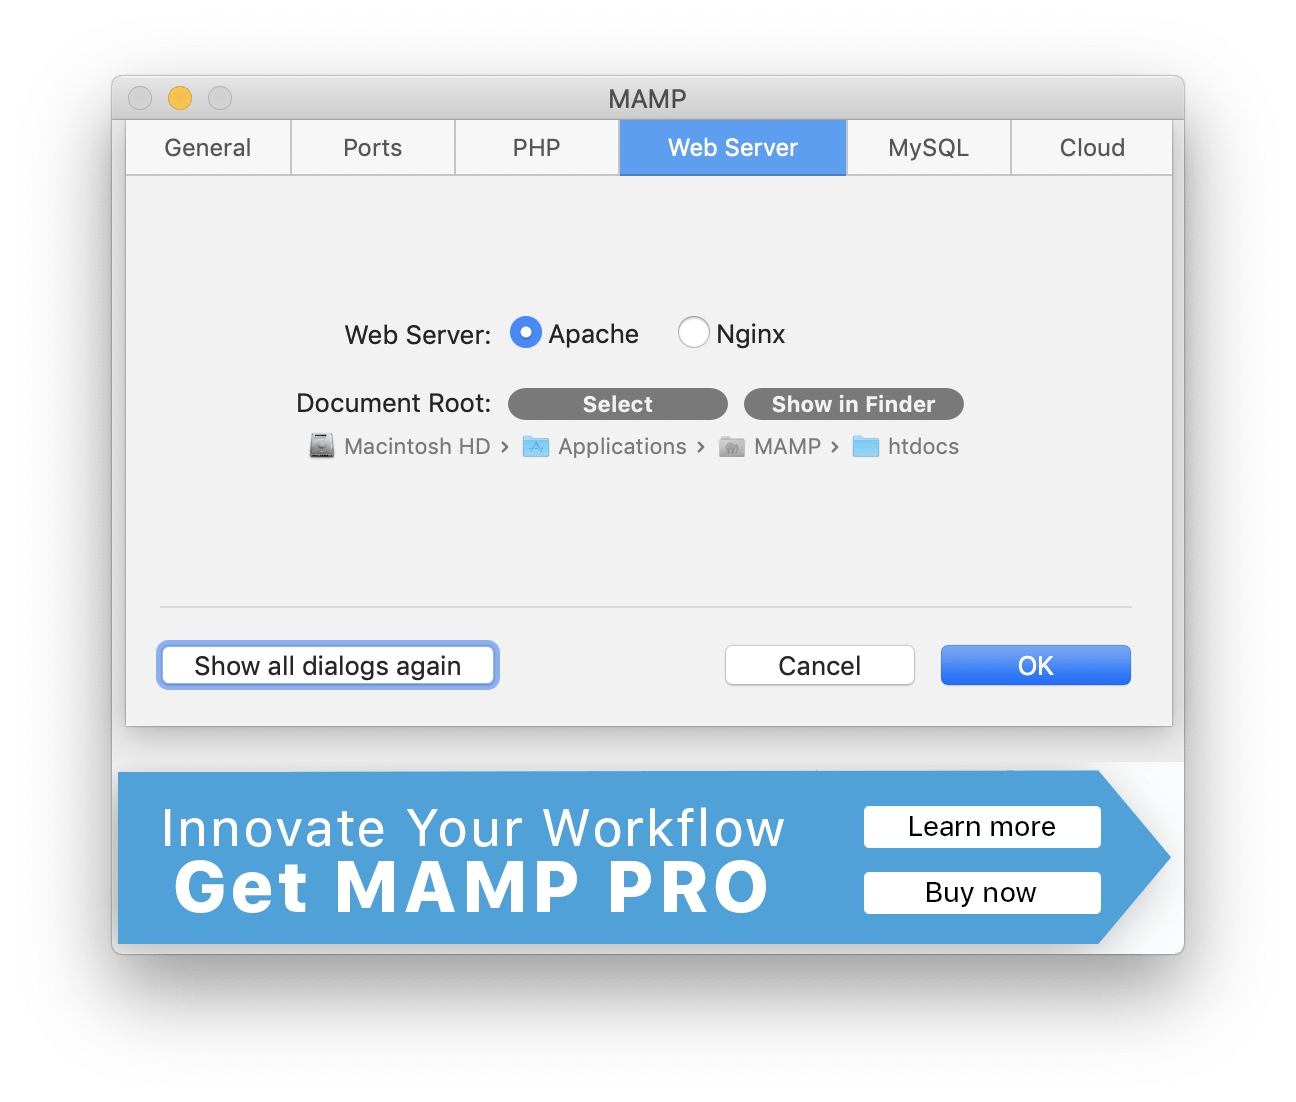 MAMP
General Ports PHP Web Server MySQL Cloud
Web Server: Apache Nginx
Document Root: Select Show in Finder
Macintosh HD › Applications › MAMP › htdocs
Show all dialogs again Cancel OK
Innovate Your Workflow
Get MAMP PRO
Learn more
Buy now